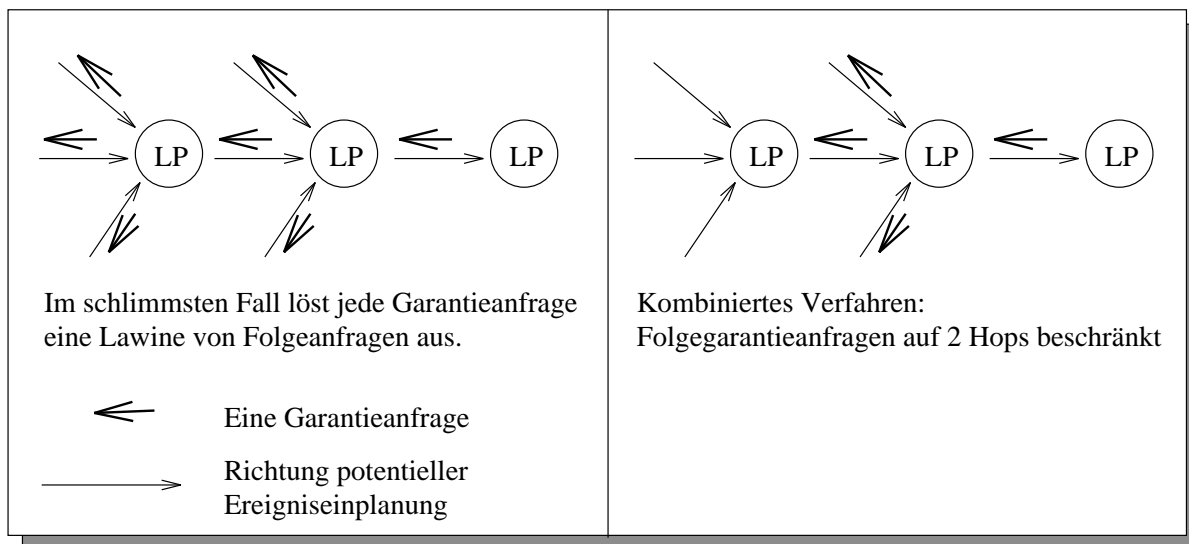 LP LP LP
Im schlimmsten Fall löst jede Garantieanfrage
eine Lawine von Folgeanfragen aus.
Eine Garantieanfrage
Richtung potentieller
Ereigniseinplanung
LP LP LP
Kombiniertes Verfahren:
Folgegarantieanfragen auf 2 Hops beschränkt